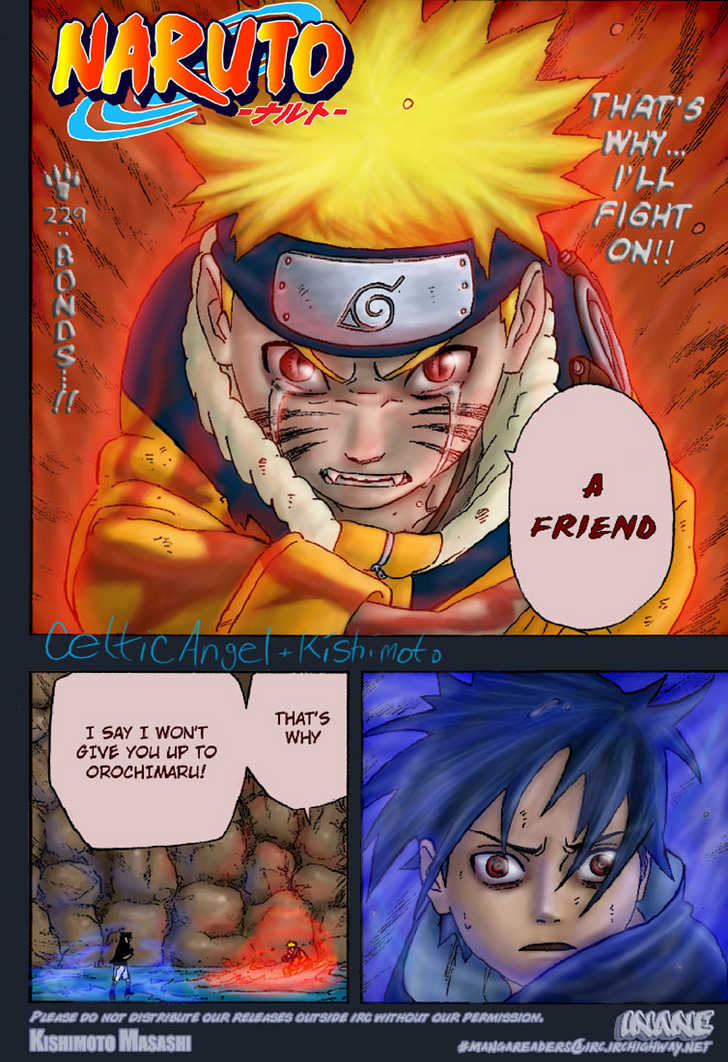 NARUTO
-ナルト-
THAT'S
WHY...
I'LL
FIGHT
ON!!
229
:BONDS...!!
A
FRIEND
Celtic Angel + Kishimoto
THAT'S
WHY
I SAY I WON'T
GIVE YOU UP TO
OROCHIMARU!
PLEASE DO NOT DISTRIBUTE OUR RELEASES OUTSIDE IRC WITHOUT OUR PERMISSION.
KISHIMOTO MASASHI
INANE
#MANGAREADERS@IRC.IRCHIGHWAY.NET